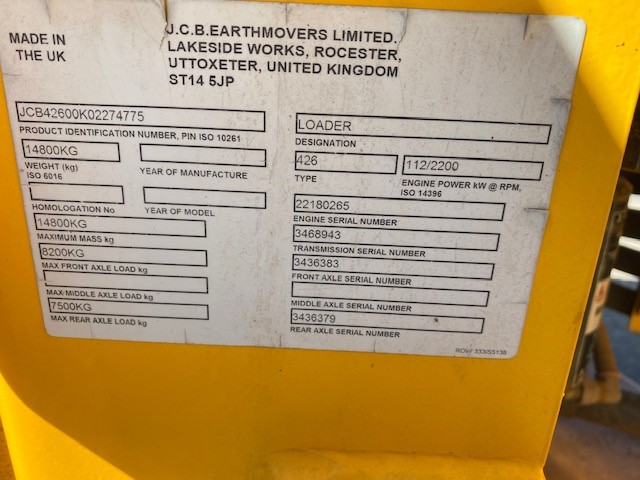 MADE IN
THE UK
J.C.B.EARTHMOVERS LIMITED.
LAKESIDE WORKS, ROCESTER,
UTTOXETER, UNITED KINGDOM
ST14 5JP
JCB42600K02274775
PRODUCT IDENTIFICATION NUMBER, PIN ISO 10261
14800KG
WEIGHT (kg)
ISO 6016
YEAR OF MANUFACTURE
HOMOLOGATION No
YEAR OF MODEL
14800KG
MAXIMUM MASS kg
8200KG
MAX FRONT AXLE LOAD kg
MAX MIDDLE AXLE LOAD kg
7500KG
MAX REAR AXLE LOAD kg
LOADER
DESIGNATION
426
TYPE
112/2200
ENGINE POWER kW @ RPM,
ISO 14396
22180265
ENGINE SERIAL NUMBER
3468943
TRANSMISSION SERIAL NUMBER
3436383
FRONT AXLE SERIAL NUMBER
MIDDLE AXLE SERIAL NUMBER
3436379
REAR AXLE SERIAL NUMBER
ROW 333/S5138